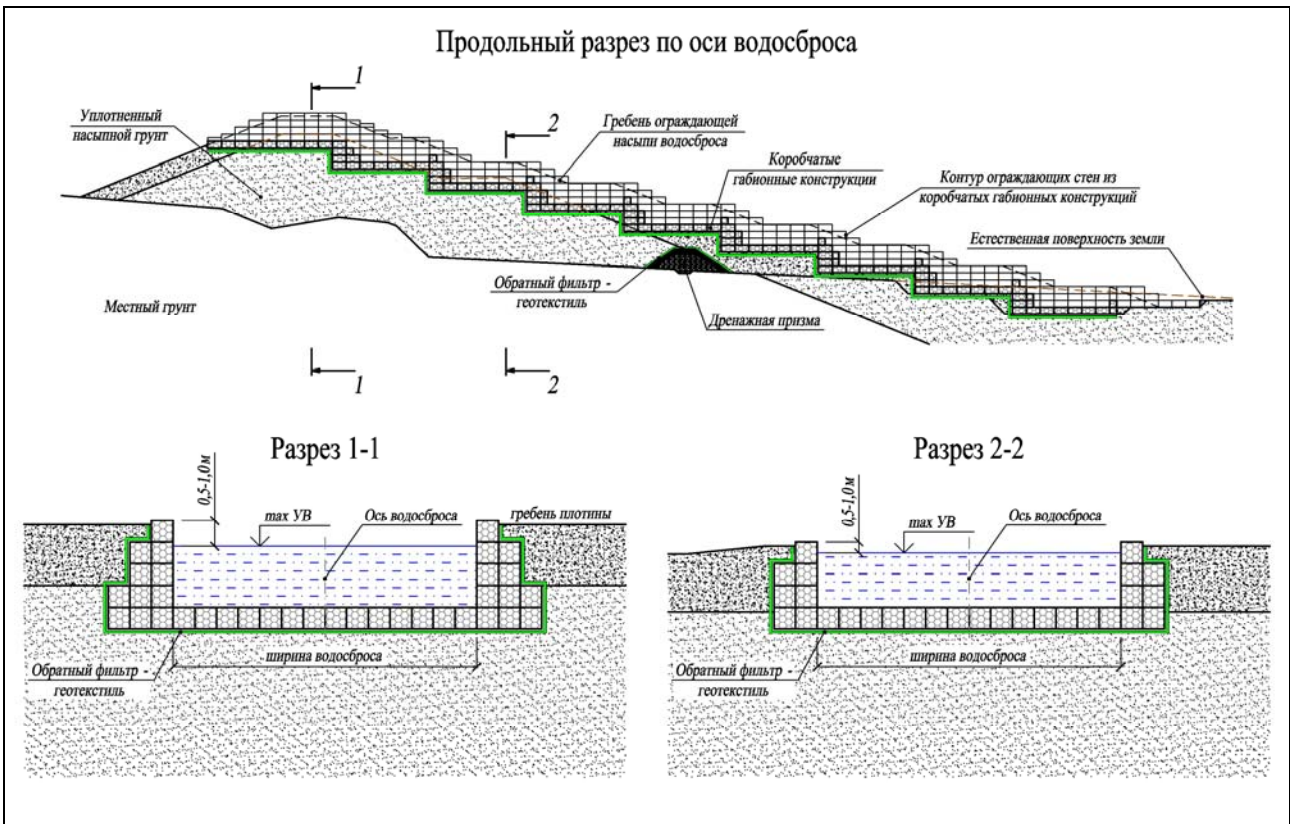 Продольный разрез по оси водосброса
1
Уплотненный
насыпной грунт
2
Гребень ограждающей
насыпи водосброса
Коробчатые
габионные конструкции
Контур ограждающих стен из
коробчатых габионных конструкций
Естественная поверхность земли
Обратный фильтр -
геотекстиль
Местный грунт
Дренажная призма
1
2
Разрез 1-1
0,5-1,0м
max УВ
Ось водосброса
гребень плотины
ширина водосброса
Обратный фильтр -
геотекстиль
Разрез 2-2
0,5-1,0м
max УВ
Ось водосброса
ширина водосброса
Обратный фильтр -
геотекстиль